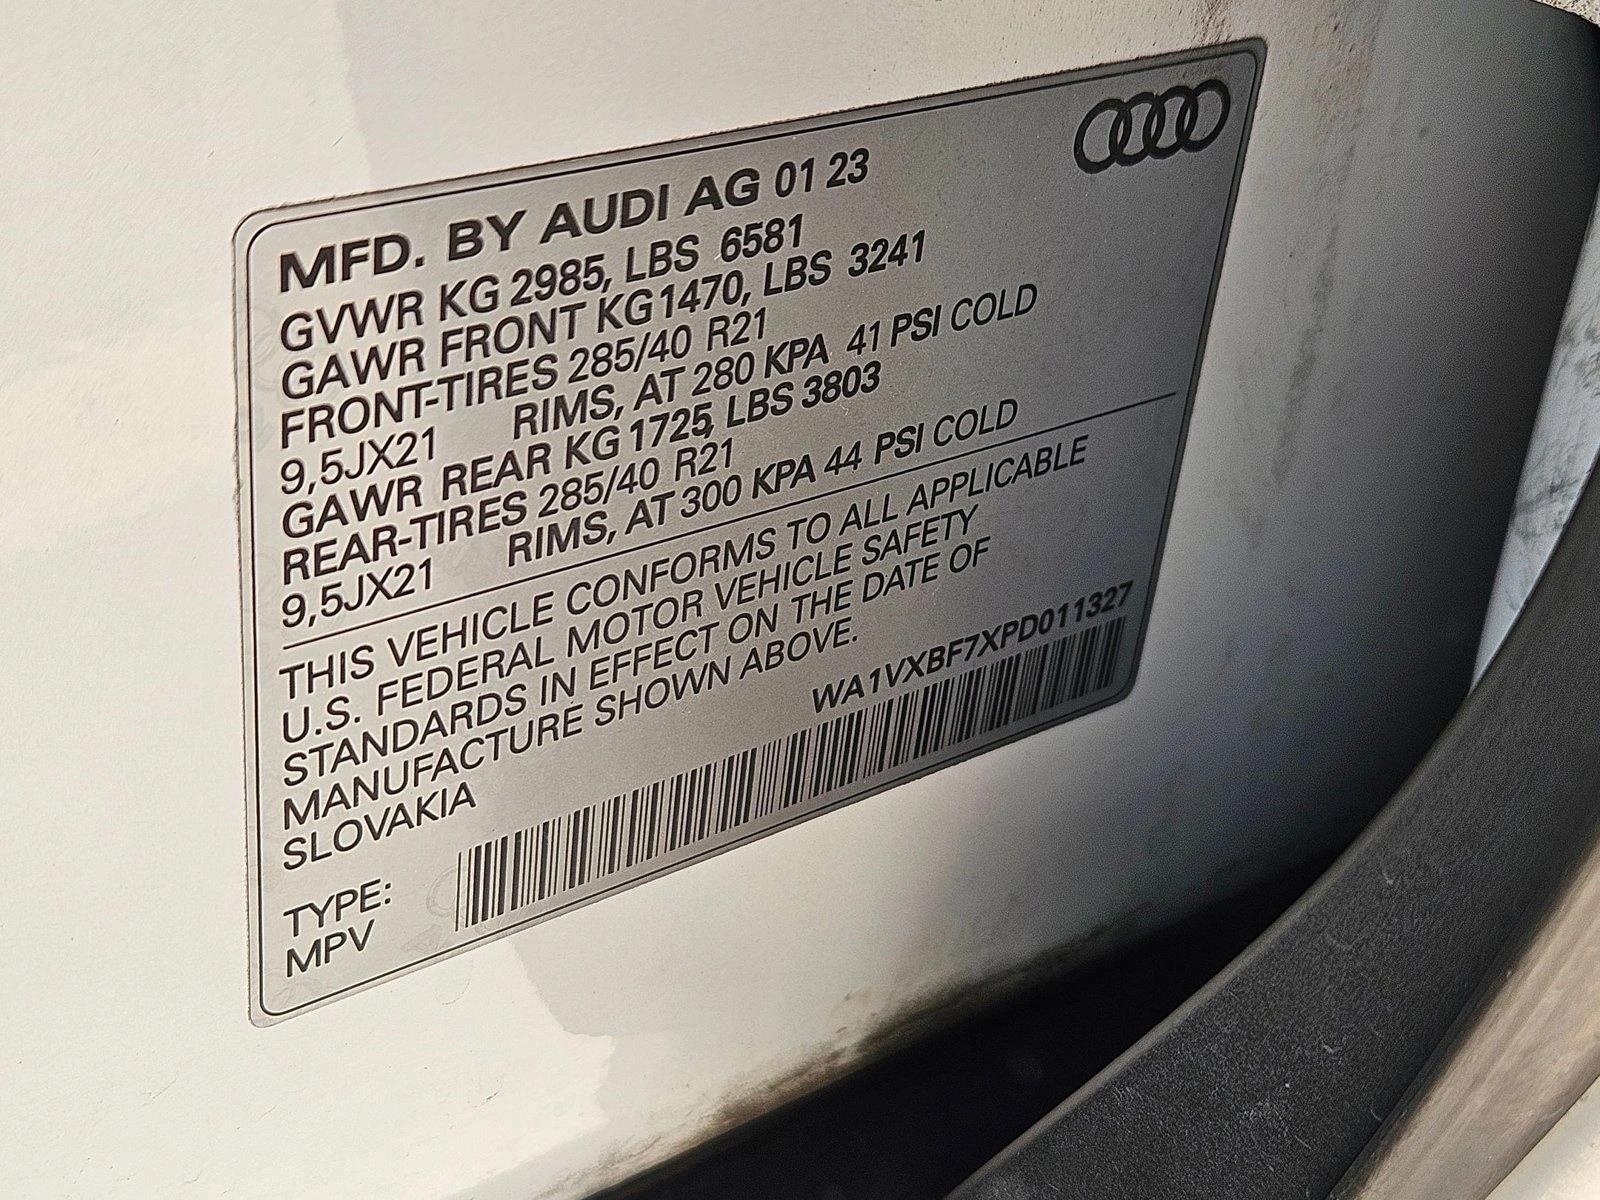 MFD. BY AUDI AG 01 23
GVWR KG 2985, LBS 6581
GAWR FRONT KG1470, LBS 3241
FRONT-TIRES 285/40 R21
9,5JX21 RIMS, AT 280 KPA 41 PSI COLD
GAWR REAR KG 1725, LBS 3803
REAR-TIRES 285/40 R21
9,5JX21 RIMS, AT 300 KPA 44 PSI COLD
THIS VEHICLE CONFORMS TO ALL APPLICABLE
U.S. FEDERAL MOTOR VEHICLE SAFETY
STANDARDS IN EFFECT ON THE DATE OF
MANUFACTURE SHOWN ABOVE.
SLOVAKIA
WA1VXBF7XPD011327
TYPE:
MPV